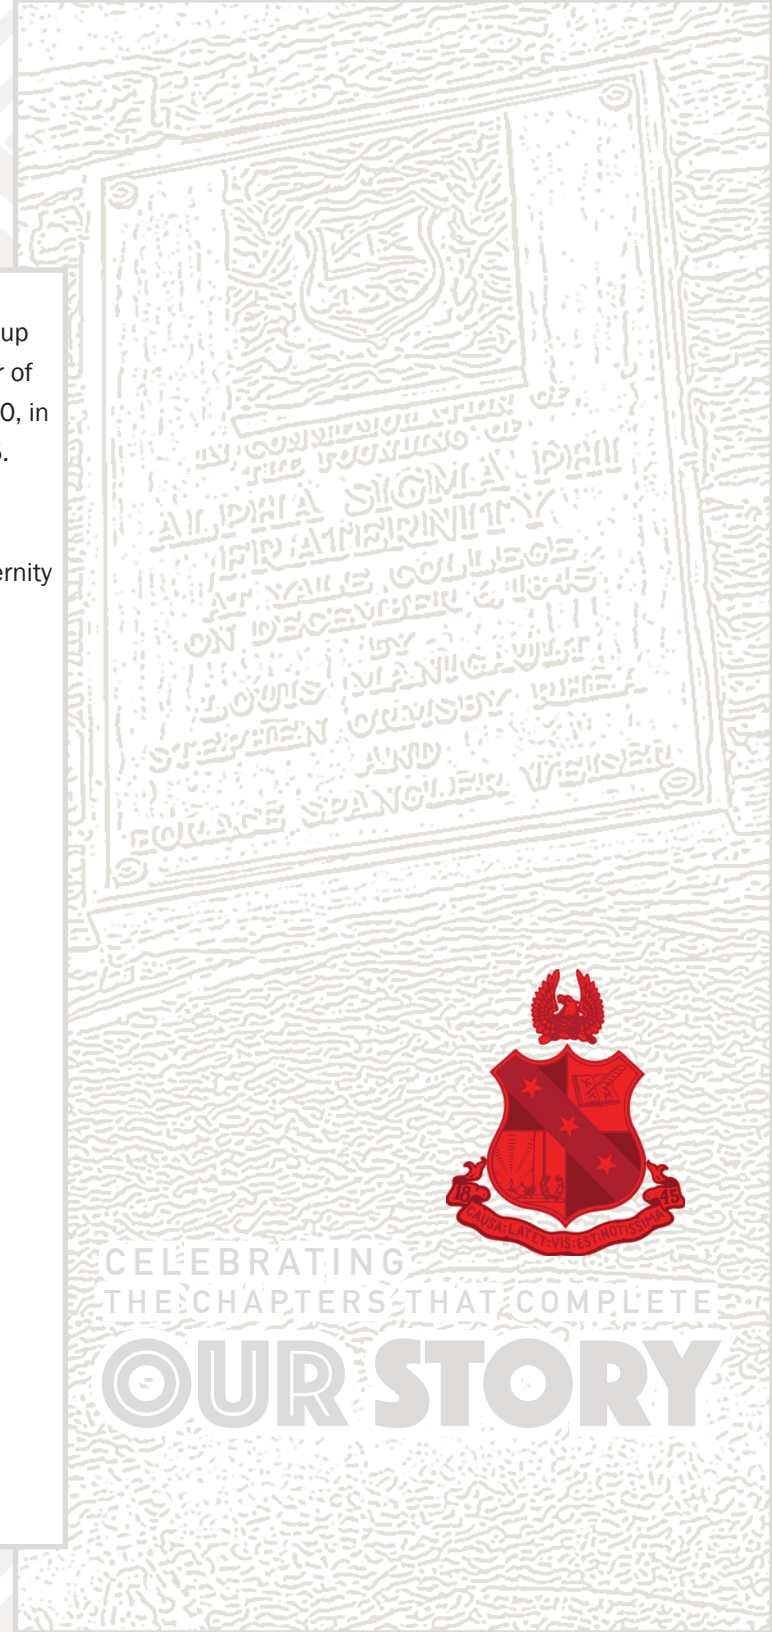 up
r of
0, in
.
ernity
IN COMMEMORATION OF
THE FOUNDING OF
ALPHA SIGMA PHI
FRATERNITY
AT YALE COLLEGE
ON DECEMBER 6, 1845
BY
LOUIS MANIGAULT
STEPHEN ORMSBY RHEA
AND
HORACE SPANGLER WEISER
18 45
CAUSA:LATET:VIS:EST:NOTISSIMA
CELEBRATING
THE CHAPTERS THAT COMPLETE
OUR STORY